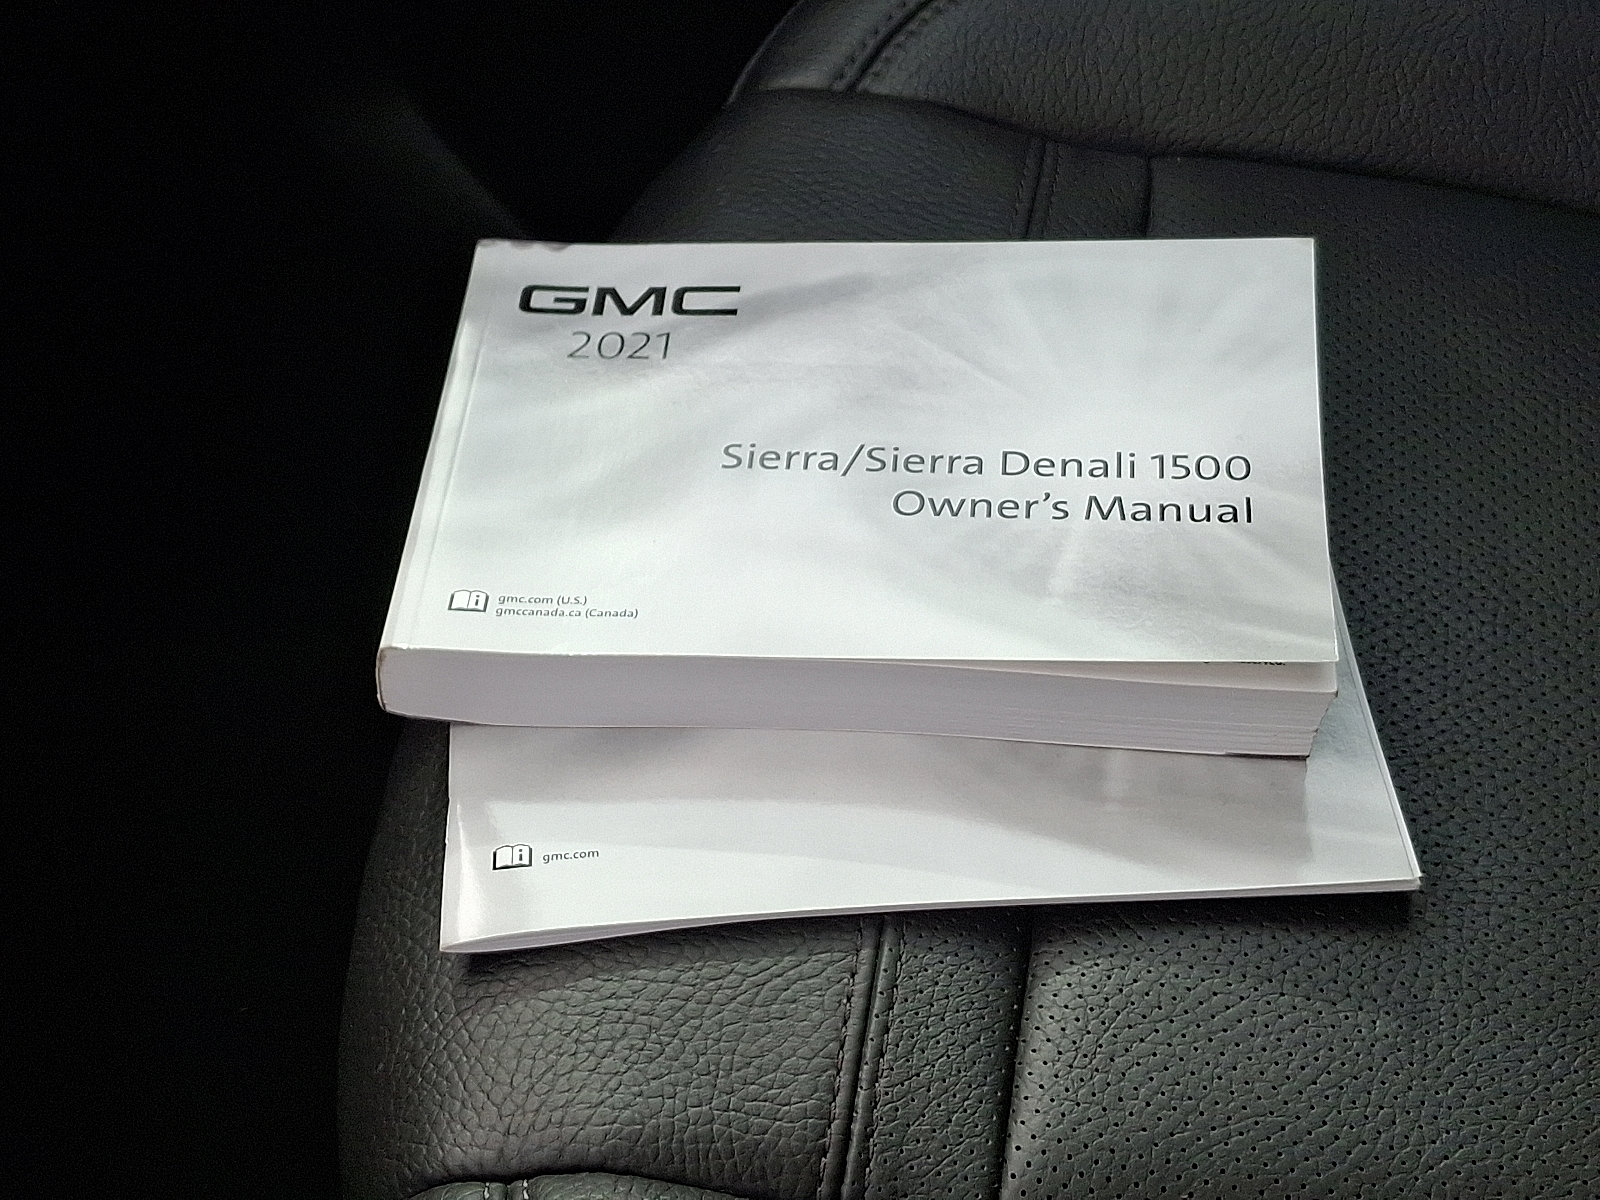 GMC
2021
Sierra/Sierra Denali 1500
Owner's Manual
gmc.com (U.S.)
gmccanada.ca (Canada)
gmc.com